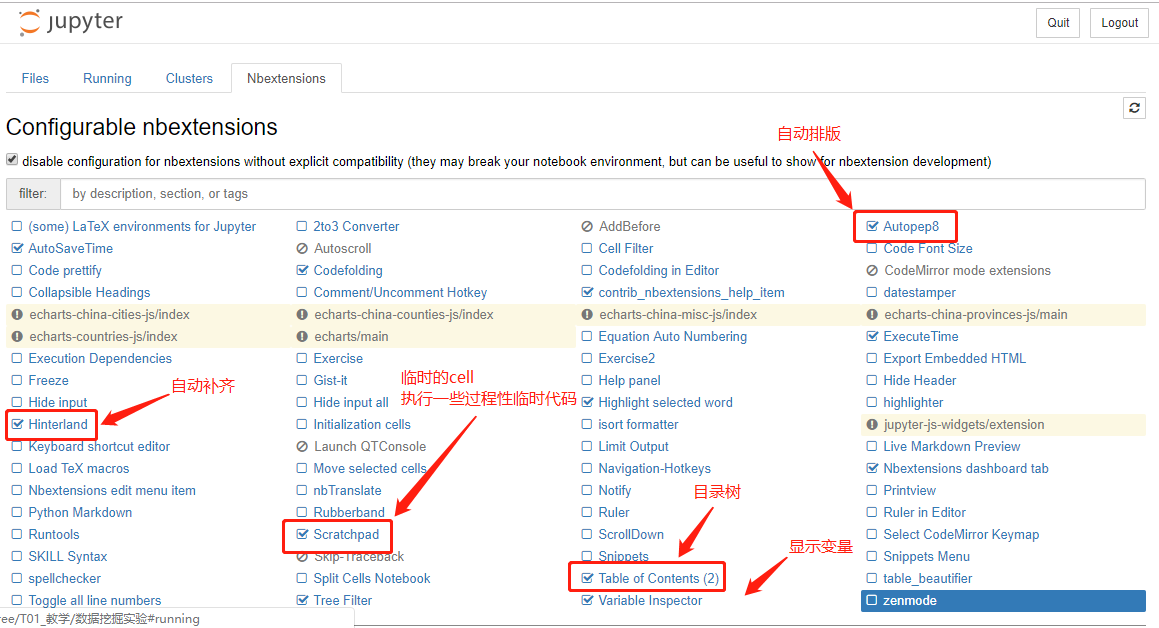 jupyter
Quit
Logout
Files
Running
Clusters
Nbextensions
Configurable nbextensions
自动排版
disable configuration for nbextensions without explicit compatibility (they may break your notebook environment, but can be useful to show for nbextension development)
filter:
by description, section, or tags
(some) LaTeX environments for Jupyter
2to3 Converter
AddBefore
Autopep8
AutoSaveTime
Autoscroll
Cell Filter
Code Font Size
Code prettify
Codefolding
Codefolding in Editor
CodeMirror mode extensions
Collapsible Headings
Comment/Uncomment Hotkey
contrib_nbextensions_help_item
datestamper
echarts-china-cities-js/index
echarts-china-counties-js/index
echarts-china-misc-js/index
echarts-china-provinces-js/main
echarts-countries-js/index
echarts/main
Equation Auto Numbering
ExecuteTime
Execution Dependencies
Exercise
Exercise2
Export Embedded HTML
Freeze
自动补齐
Gist-it
临时的cell
执行一些过程性临时代码
Help panel
Hide Header
Hide input
Hide input all
Highlight selected word
highlighter
Hinterland
Initialization cells
isort formatter
jupyter-js-widgets/extension
Keyboard shortcut editor
Launch QTConsole
Limit Output
Live Markdown Preview
Load TeX macros
Move selected cells
Navigation-Hotkeys
Nbextensions dashboard tab
Nbextensions edit menu item
nbTranslate
Notify
目录树
Printview
Python Markdown
Rubberband
Ruler
Ruler in Editor
Runtools
Scratchpad
ScrollDown
Select CodeMirror Keymap
显示变量
SKILL Syntax
Skip-Traceback
Snippets
Snippets Menu
spellchecker
Split Cells Notebook
Table of Contents (2)
table_beautifier
Toggle all line numbers
Tree Filter
Variable Inspector
zenmode
ree/T01_教学/数据挖掘实验#running